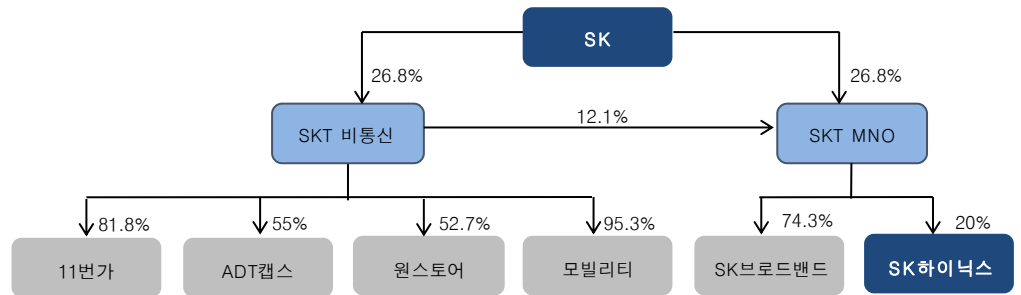 SK
26.8%
26.8%
SKT 비통신
12.1%
SKT MNO
81.8%
55%
52.7%
95.3%
74.3%
20%
11번가
ADT캡스
원스토어
모빌리티
SK브로드밴드
SK하이닉스